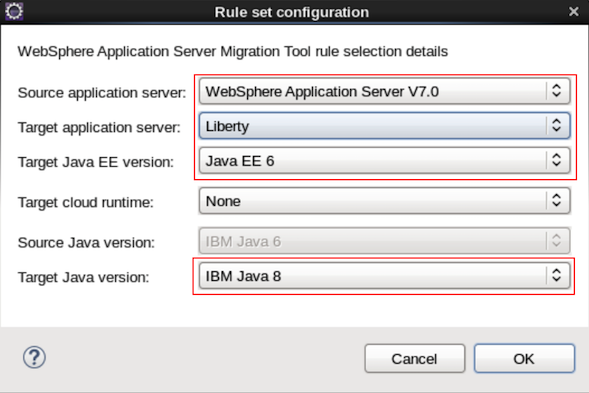 Rule set configuration
WebSphere Application Server Migration Tool rule selection details
Source application server: WebSphere Application Server V7.0
Target application server: Liberty
Target Java EE version: Java EE 6
Target cloud runtime: None
Source Java version: IBM Java 6
Target Java version: IBM Java 8
? Cancel OK